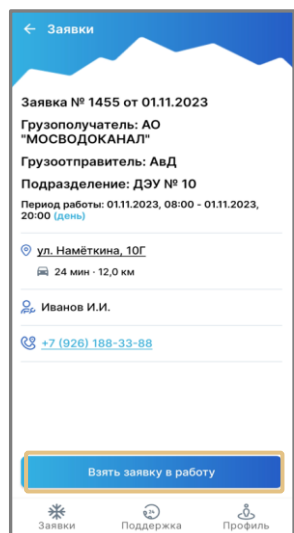 ← Заявки
Заявка № 1455 от 01.11.2023
Грузополучатель: АО
"МОСВОДОКАНАЛ"
Грузоотправитель: АвД
Подразделение: ДЭУ № 10
Период работы: 01.11.2023, 08:00 - 01.11.2023,
20:00 (день)
ул. Намёткина, 10Г
24 мин · 12,0 км
Иванов И.И.
+7 (926) 188-33-88
Взять заявку в работу
Заявки Поддержка Профиль